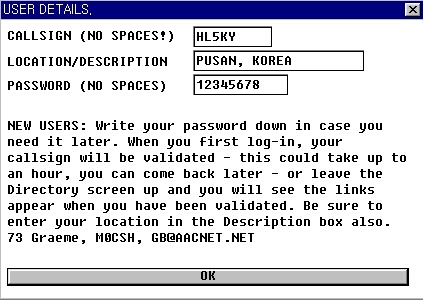 USER DETAILS.
CALLSIGN (NO SPACES!) HL5KY
LOCATION/DESCRIPTION PUSAN, KOREA
PASSWORD (NO SPACES) 12345678
NEW USERS: Write your password down in case you
need it later. When you first log-in, your
callsign will be validated - this could take up to
an hour, you can come back later - or leave the
Directory screen up and you will see the links
appear when you have been validated. Be sure to
enter your location in the Description box also.
73 Graeme, M0CSH, GB@AACNET.NET
OK